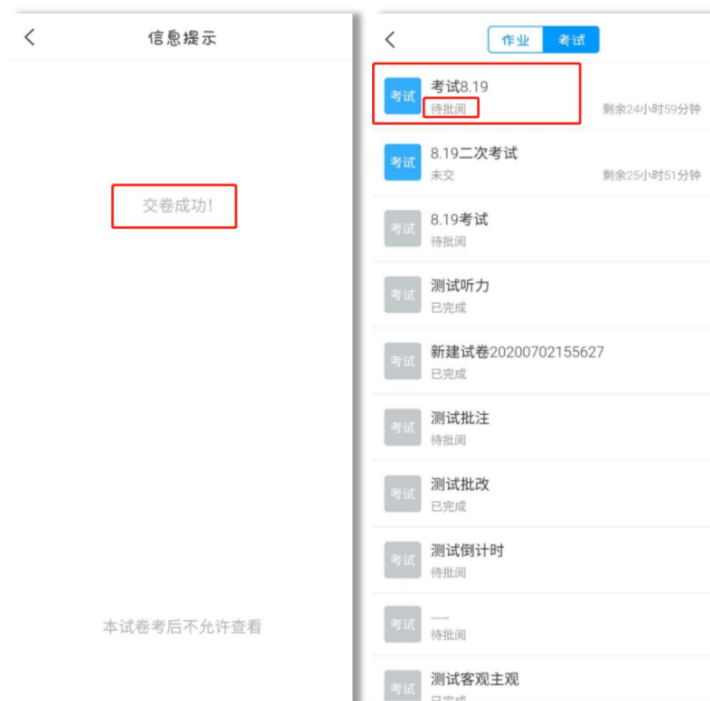 信息提示
交卷成功!
本试卷考后不允许查看
作业 考试
考试 考试8.19
待批阅 剩余24小时59分钟
考试 8.19二次考试
未交 剩余25小时51分钟
考试 8.19考试
待批阅
考试 测试听力
已完成
考试 新建试卷20200702155627
已完成
考试 测试批注
待批阅
考试 测试批改
已完成
考试 测试倒计时
待批阅
考试 ......
待批阅
考试 测试客观主观
已完成